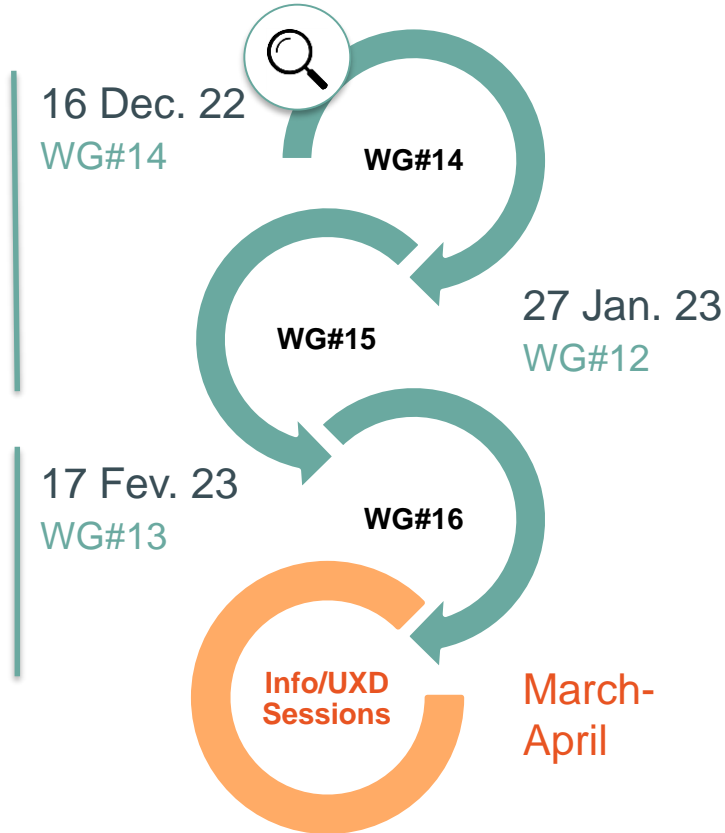 16 Dec. 22
WG#14
WG#14
27 Jan. 23
WG#12
WG#15
17 Fev. 23
WG#13
WG#16
Info/UXD
Sessions
March-
April